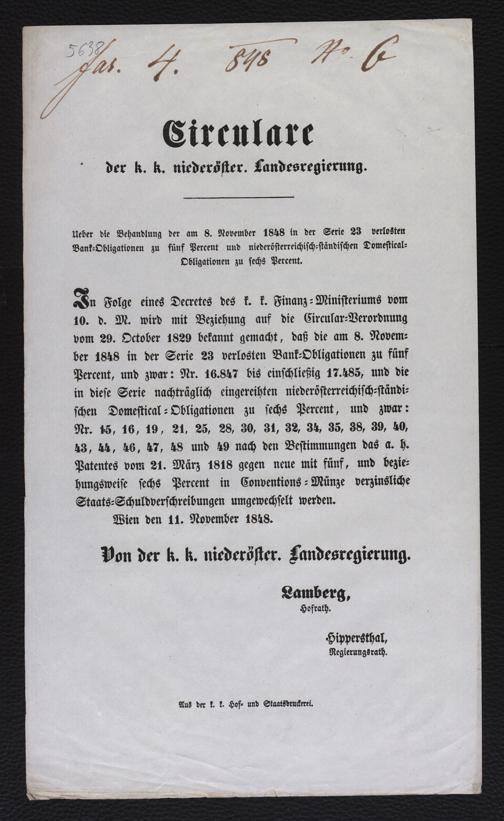 5638
Fas. 4. 848 No. 6
Circulare
der k. k. niederöster. Landesregierung.
Ueber die Behandlung der am 8. November 1848 in der Serie 23 verlosten
Bank-Obligationen zu fünf Percent und niederösterreichisch-ständischen Domestical-
Obligationen zu sechs Percent.
In Folge eines Decretes des k. k. Finanz-Ministeriums vom
10. d. M. wird mit Beziehung auf die Circular-Verordnung
vom 29. October 1829 bekannt gemacht, daß die am 8. Novem-
ber 1848 in der Serie 23 verlosten Bank-Obligationen zu fünf
Percent, und zwar: Nr. 16.847 bis einschließig 17.485, und die
in diese Serie nachträglich eingereihten niederösterreichisch-ständi-
schen Domestical-Obligationen zu sechs Percent, und zwar:
Nr. 15, 16, 19, 21, 25, 28, 30, 31, 32, 34, 35, 38, 39, 40,
43, 44, 46, 47, 48 und 49 nach den Bestimmungen das a. h.
Patentes vom 21. März 1818 gegen neue mit fünf, und bezie-
hungsweise sechs Percent in Conventions-Münze verzinsliche
Staats-Schuldverschreibungen umgewechselt werden.
Wien den 11. November 1848.
Von der k. k. niederöster. Landesregierung.
Lamberg,
Hofrath.
Hippersthal,
Regierungsrath.
Aus der k. k. Hof- und Staatsdruckerei.